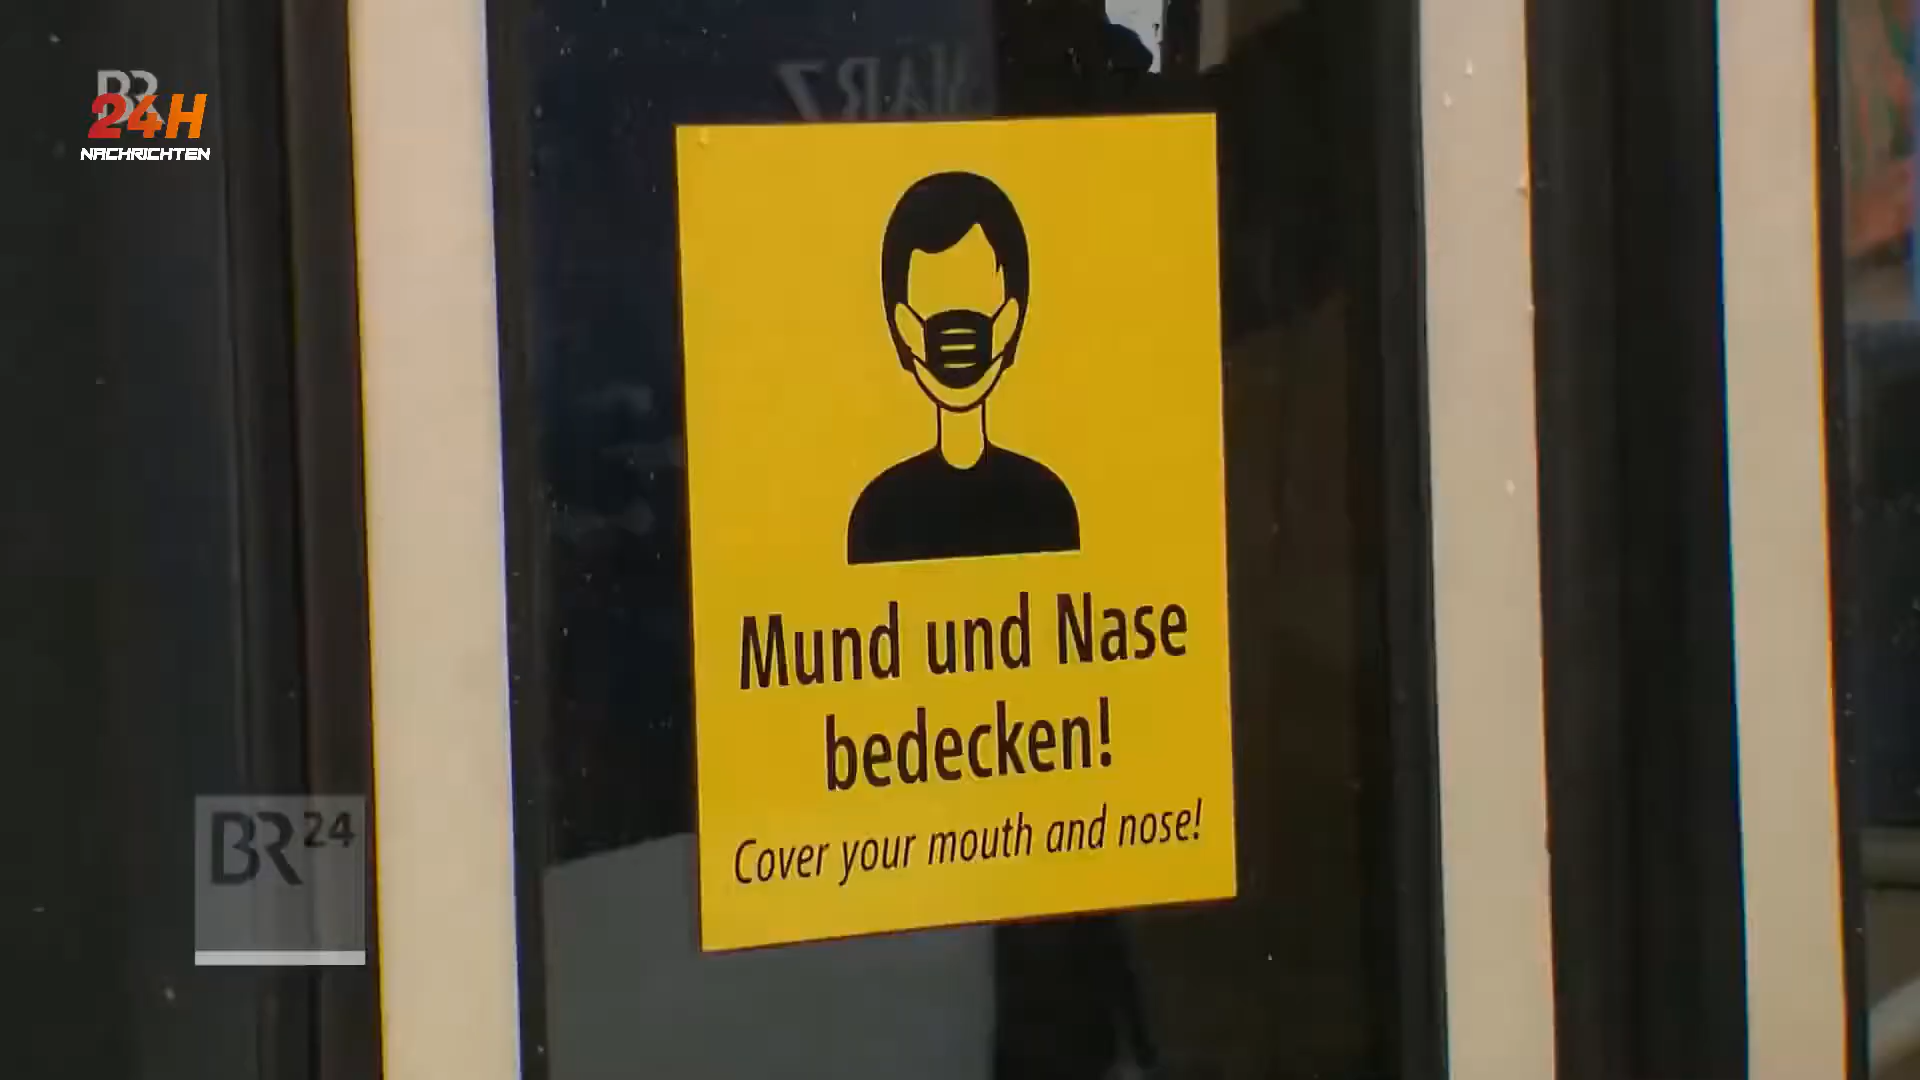 BR
24H
NACHRICHTEN
Mund und Nase
bedecken!
Cover your mouth and nose!
BR24